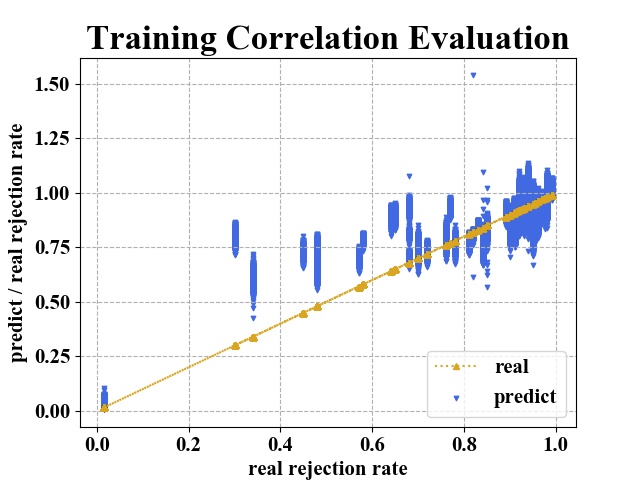 Training Correlation Evaluation
predict / real rejection rate
1.50
1.25
1.00
0.75
0.50
0.25
0.00
real
predict
0.0 0.2 0.4 0.6 0.8 1.0
real rejection rate